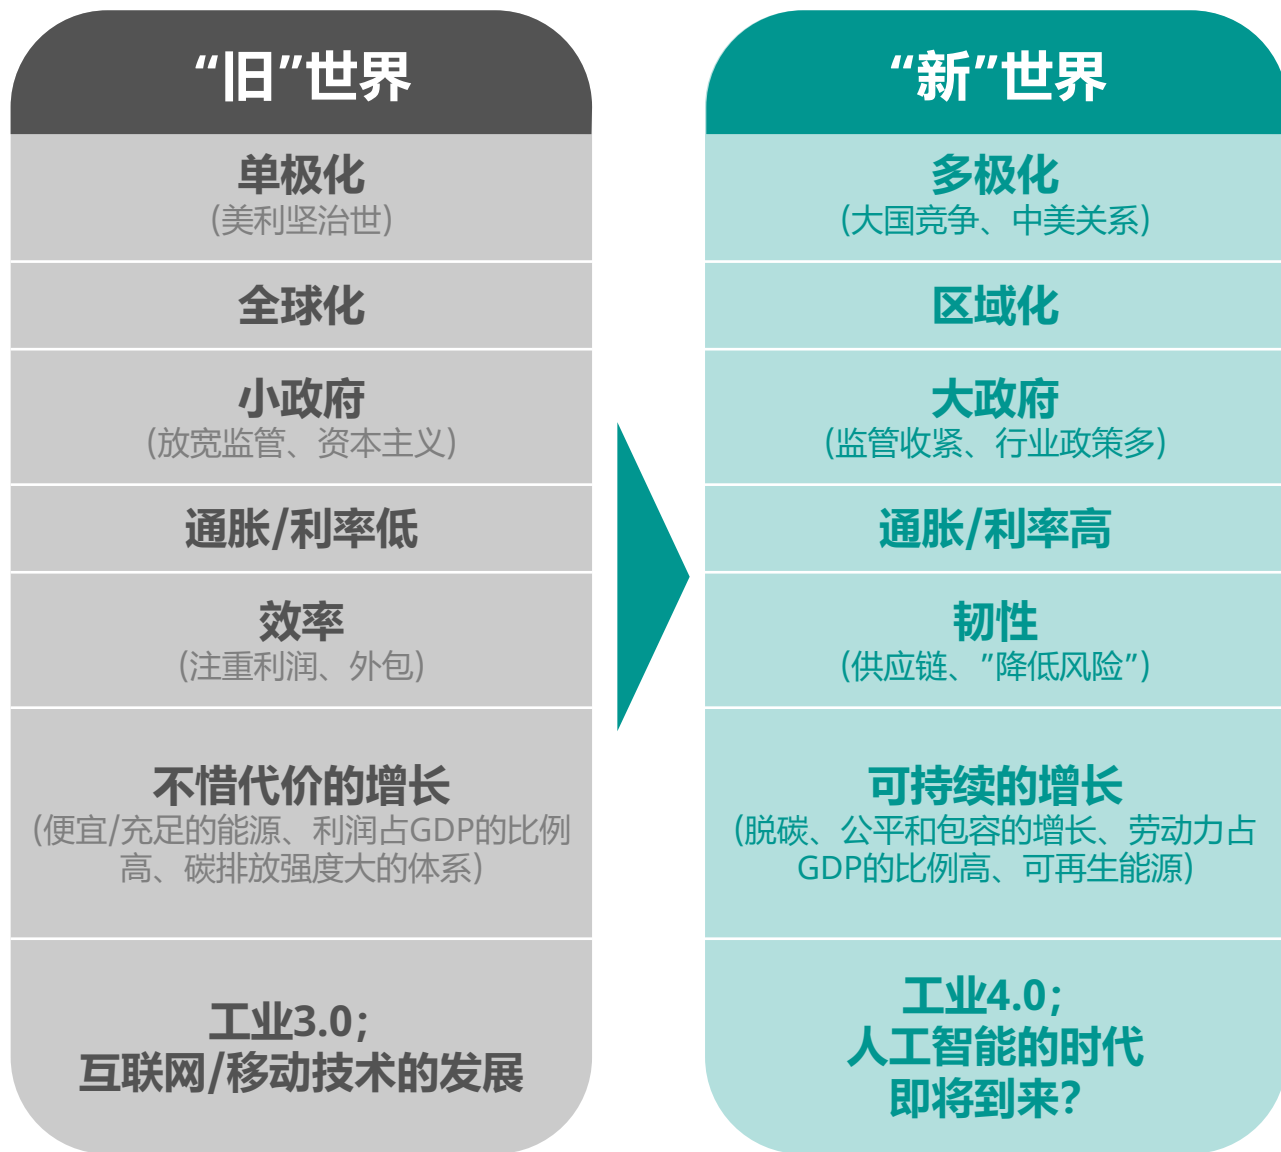 “旧”世界
单极化
(美利坚治世)
全球化
小政府
(放宽监管、资本主义)
通胀/利率低
效率
(注重利润、外包)
不惜代价的增长
(便宜/充足的能源、利润占GDP的比例
高、碳排放强度大的体系)
工业3.0；
互联网/移动技术的发展
“新”世界
多极化
(大国竞争、中美关系)
区域化
大政府
(监管收紧、行业政策多)
通胀/利率高
韧性
(供应链、”降低风险”)
可持续的增长
(脱碳、公平和包容的增长、劳动力占
GDP的比例高、可再生能源)
工业4.0；
人工智能的时代
即将到来？